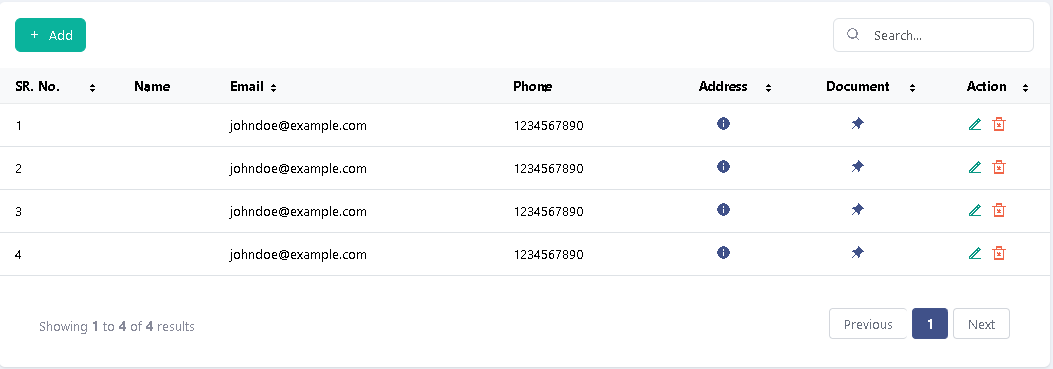 + Add
Search...
SR. No. Name Email Phone Address Document Action
1 johndoe@example.com 1234567890
2 johndoe@example.com 1234567890
3 johndoe@example.com 1234567890
4 johndoe@example.com 1234567890
Showing 1 to 4 of 4 results
Previous 1 Next